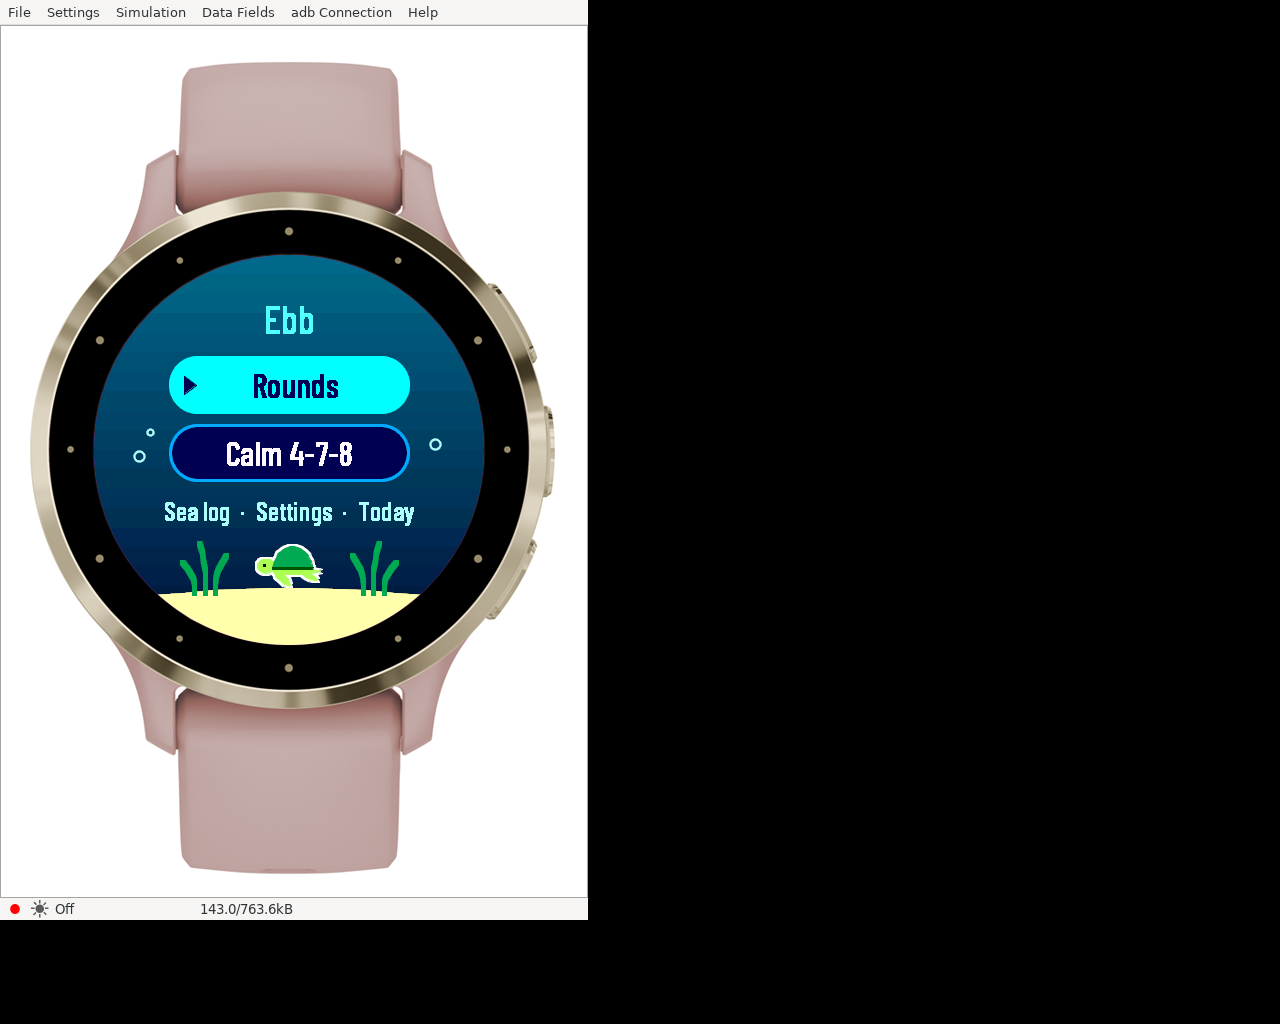 File Settings Simulation Data Fields adb Connection Help
Ebb
Rounds
Calm 4-7-8
Sea log · Settings · Today
Off 143.0/763.6kB